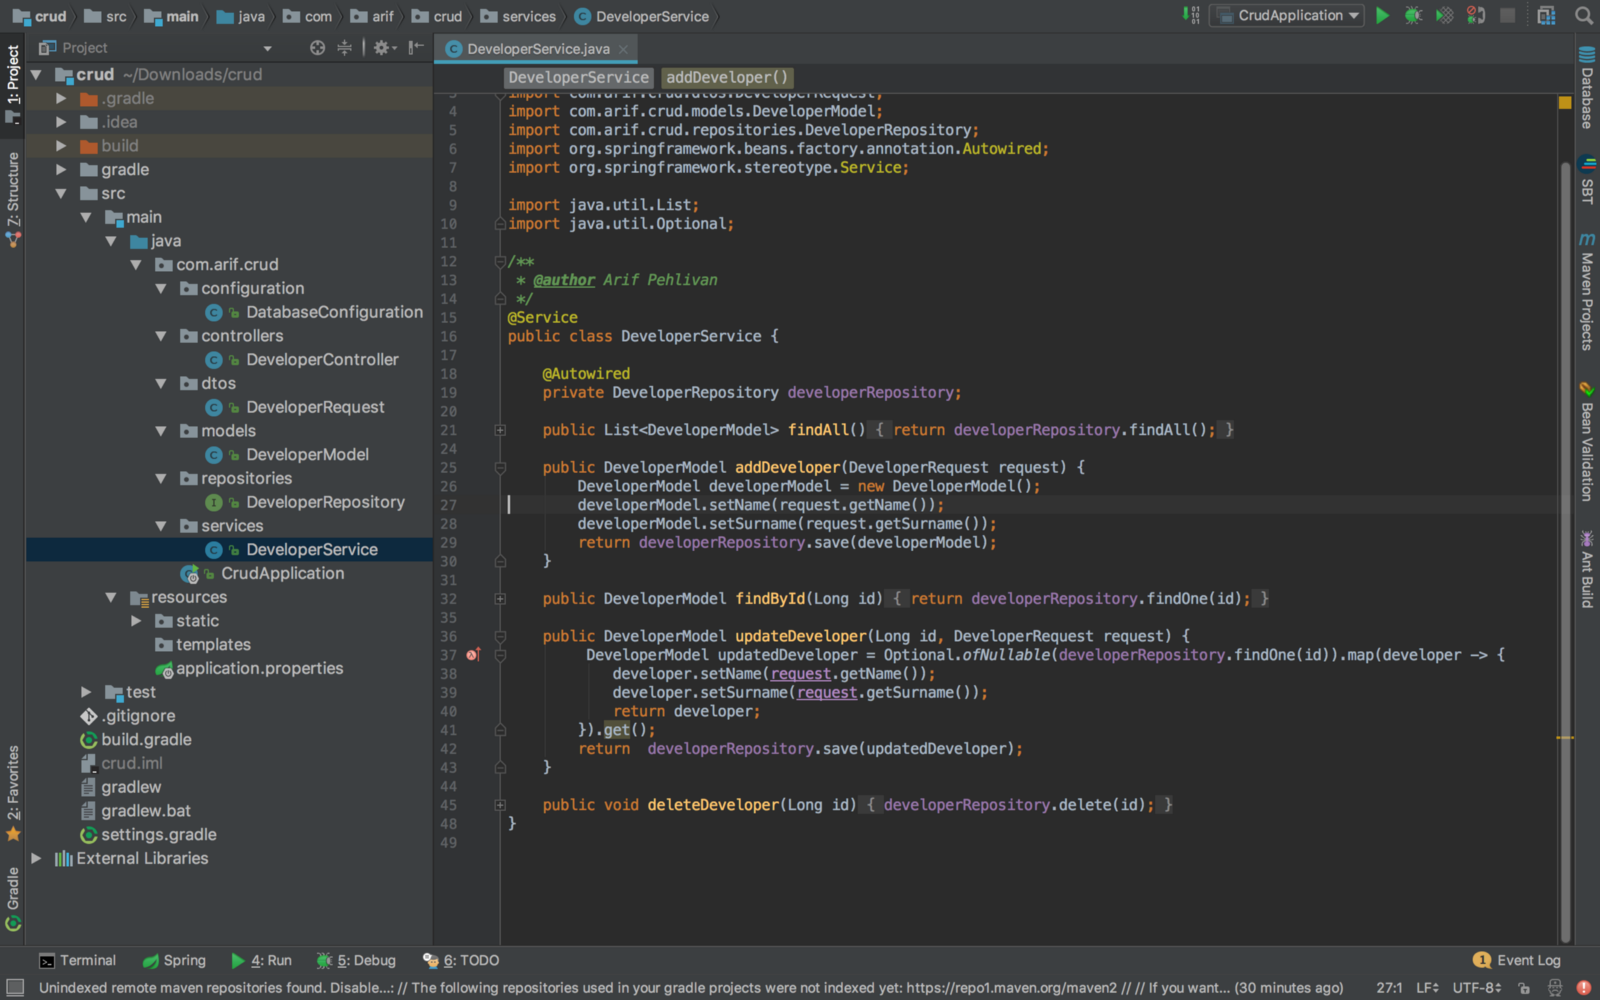 crud src main java com arif crud services DeveloperService CrudApplication
1: Project
Project
DeveloperService.java
DeveloperService addDeveloper()
crud ~/Downloads/crud
.gradle
.idea
build
gradle
src
main
java
com.arif.crud
configuration
DatabaseConfiguration
controllers
DeveloperController
dtos
DeveloperRequest
models
DeveloperModel
repositories
DeveloperRepository
services
DeveloperService
CrudApplication
resources
static
templates
application.properties
test
.gitignore
build.gradle
crud.iml
gradlew
gradlew.bat
settings.gradle
External Libraries
Z: Structure
2: Favorites
Gradle
3 import com.arif.crud.dtos.DeveloperRequest;
4 import com.arif.crud.models.DeveloperModel;
5 import com.arif.crud.repositories.DeveloperRepository;
6 import org.springframework.beans.factory.annotation.Autowired;
7 import org.springframework.stereotype.Service;
8
9 import java.util.List;
10 import java.util.Optional;
11
12 /**
13 * @author Arif Pehlivan
14 */
15 @Service
16 public class DeveloperService {
17
18 @Autowired
19 private DeveloperRepository developerRepository;
20
21 public List<DeveloperModel> findAll() { return developerRepository.findAll(); }
24
25 public DeveloperModel addDeveloper(DeveloperRequest request) {
26 DeveloperModel developerModel = new DeveloperModel();
27 developerModel.setName(request.getName());
28 developerModel.setSurname(request.getSurname());
29 return developerRepository.save(developerModel);
30 }
31
32 public DeveloperModel findById(Long id) { return developerRepository.findOne(id); }
35
36 public DeveloperModel updateDeveloper(Long id, DeveloperRequest request) {
37 DeveloperModel updatedDeveloper = Optional.ofNullable(developerRepository.findOne(id)).map(developer -> {
38 developer.setName(request.getName());
39 developer.setSurname(request.getSurname());
40 return developer;
41 }).get();
42 return developerRepository.save(updatedDeveloper);
43 }
44
45 public void deleteDeveloper(Long id) { developerRepository.delete(id); }
48 }
49
Database
SBT
Maven Projects
Bean Validation
Ant Build
Terminal Spring 4: Run 5: Debug 6: TODO 1 Event Log
Unindexed remote maven repositories found. Disable...: // The following repositories used in your gradle projects were not indexed yet: https://repo1.maven.org/maven2 // // If you want... (30 minutes ago) 27:1 LF UTF-8